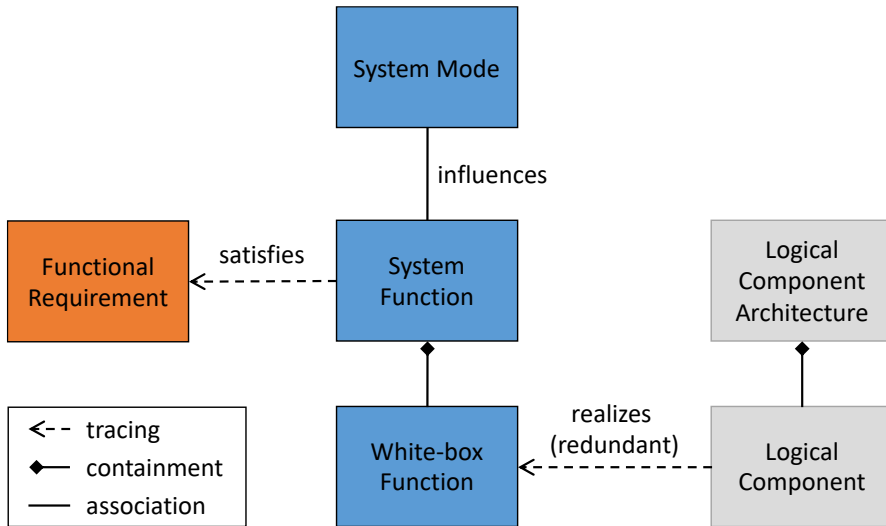 System Mode
influences
Functional
Requirement
satisfies
System
Function
Logical
Component
Architecture
tracing
containment
association
White-box
Function
realizes
(redundant)
Logical
Component